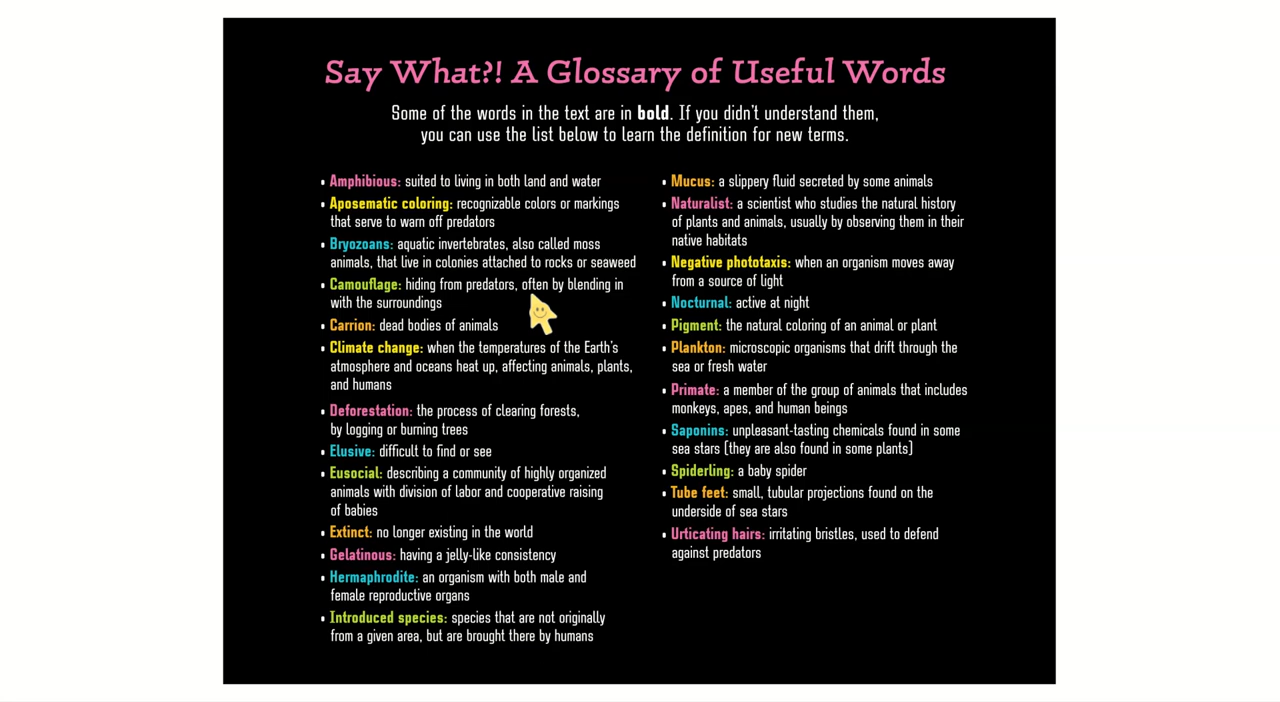 Say What?! A Glossary of Useful Words
Some of the words in the text are in bold. If you didn't understand them,
you can use the list below to learn the definition for new terms.
• Amphibious: suited to living in both land and water
• Aposematic coloring: recognizable colors or markings
that serve to warn off predators
• Bryozoans: aquatic invertebrates, also called moss
animals, that live in colonies attached to rocks or seaweed
• Camouflage: hiding from predators, often by blending in
with the surroundings
• Carrion: dead bodies of animals
• Climate change: when the temperatures of the Earth's
atmosphere and oceans heat up, affecting animals, plants,
and humans
• Deforestation: the process of clearing forests,
by logging or burning trees
• Elusive: difficult to find or see
• Eusocial: describing a community of highly organized
animals with division of labor and cooperative raising
of babies
• Extinct: no longer existing in the world
• Gelatinous: having a jelly-like consistency
• Hermaphrodite: an organism with both male and
female reproductive organs
• Introduced species: species that are not originally
from a given area, but are brought there by humans
• Mucus: a slippery fluid secreted by some animals
• Naturalist: a scientist who studies the natural history
of plants and animals, usually by observing them in their
native habitats
• Negative phototaxis: when an organism moves away
from a source of light
• Nocturnal: active at night
• Pigment: the natural coloring of an animal or plant
• Plankton: microscopic organisms that drift through the
sea or fresh water
• Primate: a member of the group of animals that includes
monkeys, apes, and human beings
• Saponins: unpleasant-tasting chemicals found in some
sea stars (they are also found in some plants)
• Spiderling: a baby spider
• Tube feet: small, tubular projections found on the
underside of sea stars
• Urticating hairs: irritating bristles, used to defend
against predators